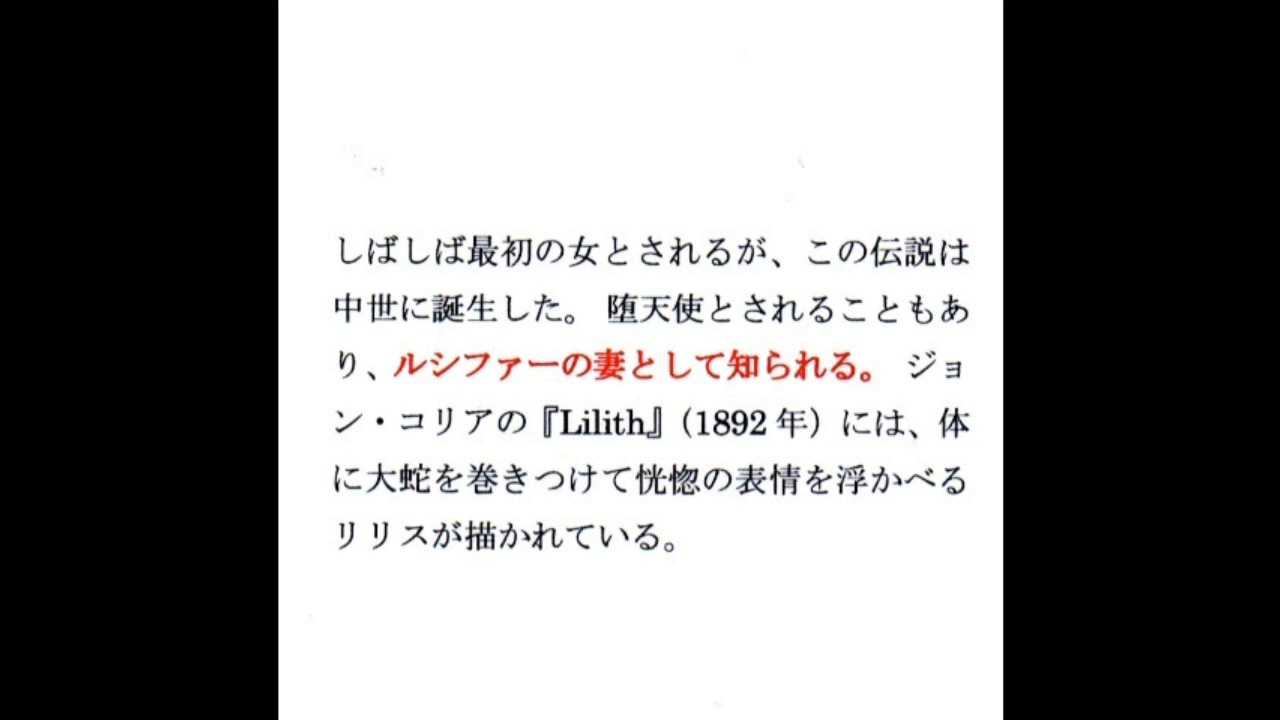 しばしば最初の女とされるが、この伝説は
中世に誕生した。 堕天使とされることもあ
り、ルシファーの妻として知られる。 ジョ
ン・コリアの『Lilith』(1892 年) には、体
に大蛇を巻きつけて恍惚の表情を浮かべる
リリスが描かれている。